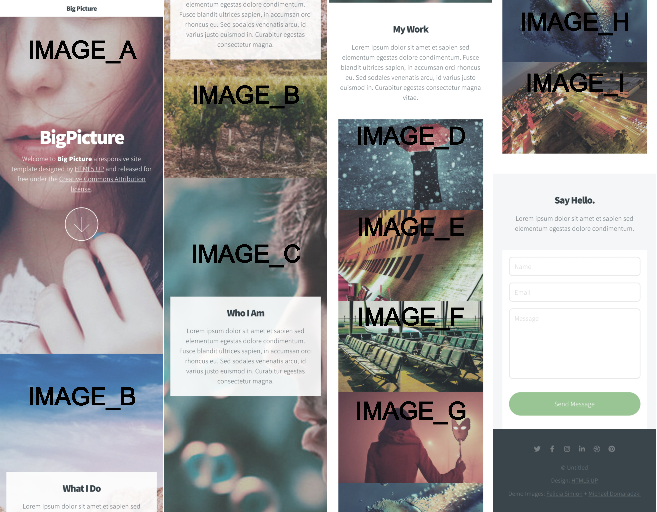 Big Picture
IMAGE_A
BigPicture
Welcome to Big Picture a responsive site
template designed by HTML5 UP and released for
free under the Creative Commons Attribution
license.
IMAGE_B
What I Do
Lorem ipsum dolor sit amet et sapien sed
elementum egestas dolore condimentum.
Fusce blandit ultrices sapien, in accumsan orci
rhoncus eu. Sed sodales venenatis arcu, id
varius justo euismod in. Curabitur egestas
consectetur magna.
IMAGE_B
IMAGE_C
Who I Am
Lorem ipsum dolor sit amet et sapien sed
elementum egestas dolore condimentum.
Fusce blandit ultrices sapien, in accumsan orci
rhoncus eu. Sed sodales venenatis arcu, id
varius justo euismod in. Curabitur egestas
consectetur magna.
My Work
Lorem ipsum dolor sit amet et sapien sed
elementum egestas dolore condimentum. Fusce
blandit ultrices sapien, in accumsan orci rhoncus
eu. Sed sodales venenatis arcu, id varius justo
euismod in. Curabitur egestas consectetur magna
vitae.
IMAGE_D
IMAGE_E
IMAGE_F
IMAGE_G
IMAGE_H
IMAGE_I
Say Hello.
Lorem ipsum dolor sit amet et sapien sed
elementum egestas dolore condimentum.
Name
Email
Message
Send Message
© Untitled
Design: HTML5 UP